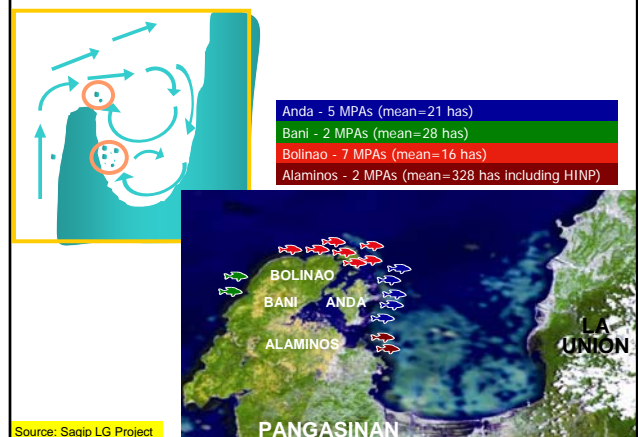 Anda - 5 MPAs (mean=21 has)
Bani - 2 MPAs (mean=28 has)
Bolinao - 7 MPAs (mean=16 has)
Alaminos - 2 MPAs (mean=328 has including HINP)
BOLINAO
BANI ANDA
ALAMINOS
LA
UNION
PANGASINAN
Source: Sagip LG Project